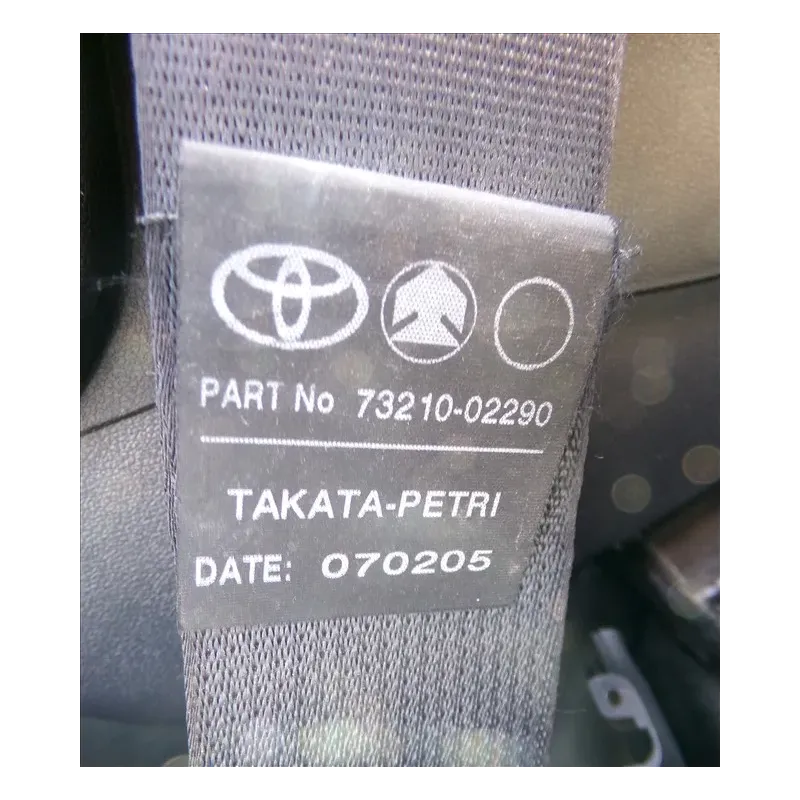 PART No 73210-02290
TAKATA-PETRI
DATE: 070205